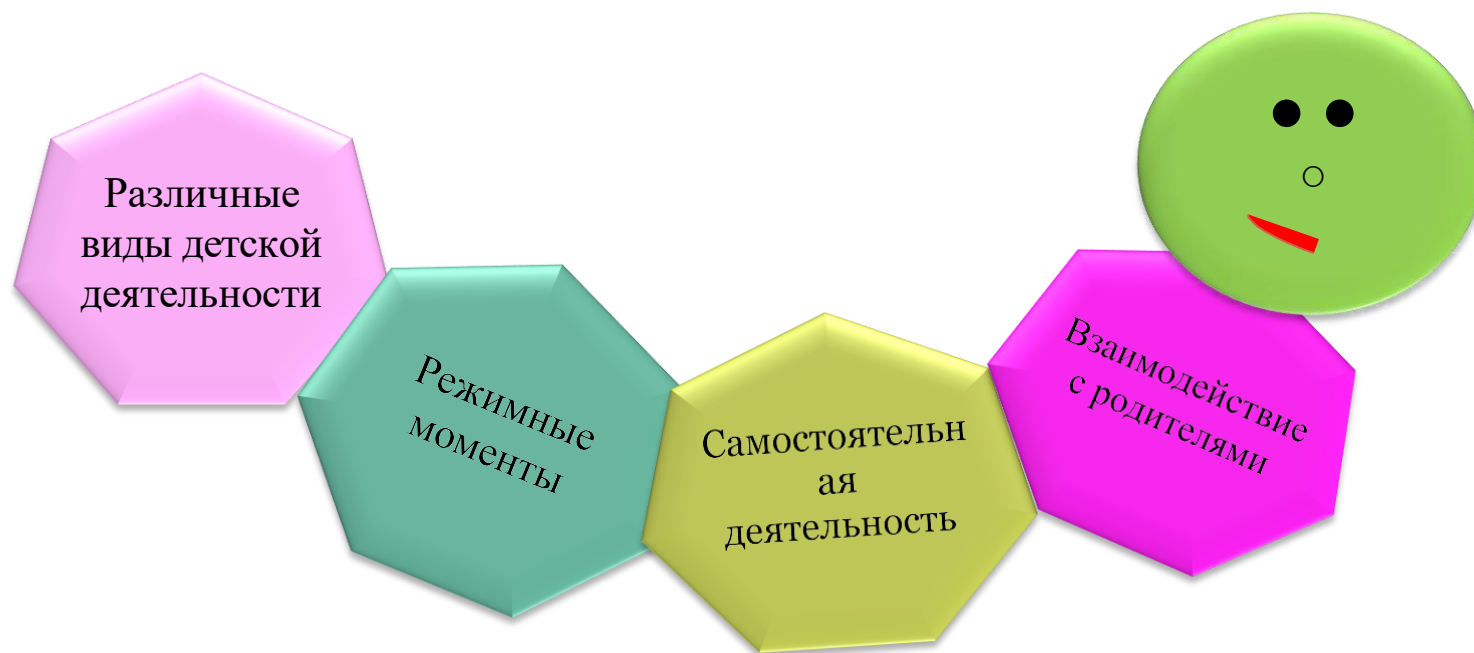 Различные
виды детской
деятельности
Режимные
моменты
Самостоятельн
ая
деятельность
Взаимодействие
с родителями